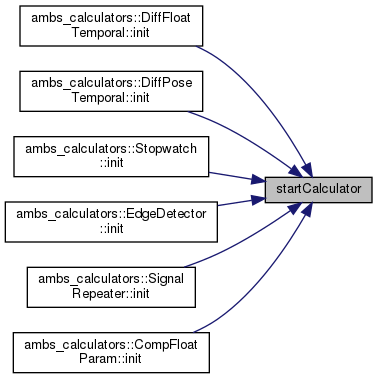 ambs_calculators::DiffFloat
Temporal::init
ambs_calculators::DiffPose
Temporal::init
ambs_calculators::Stopwatch
::init
startCalculator
ambs_calculators::EdgeDetector
::init
ambs_calculators::Signal
Repeater::init
ambs_calculators::CompFloat
Param::init